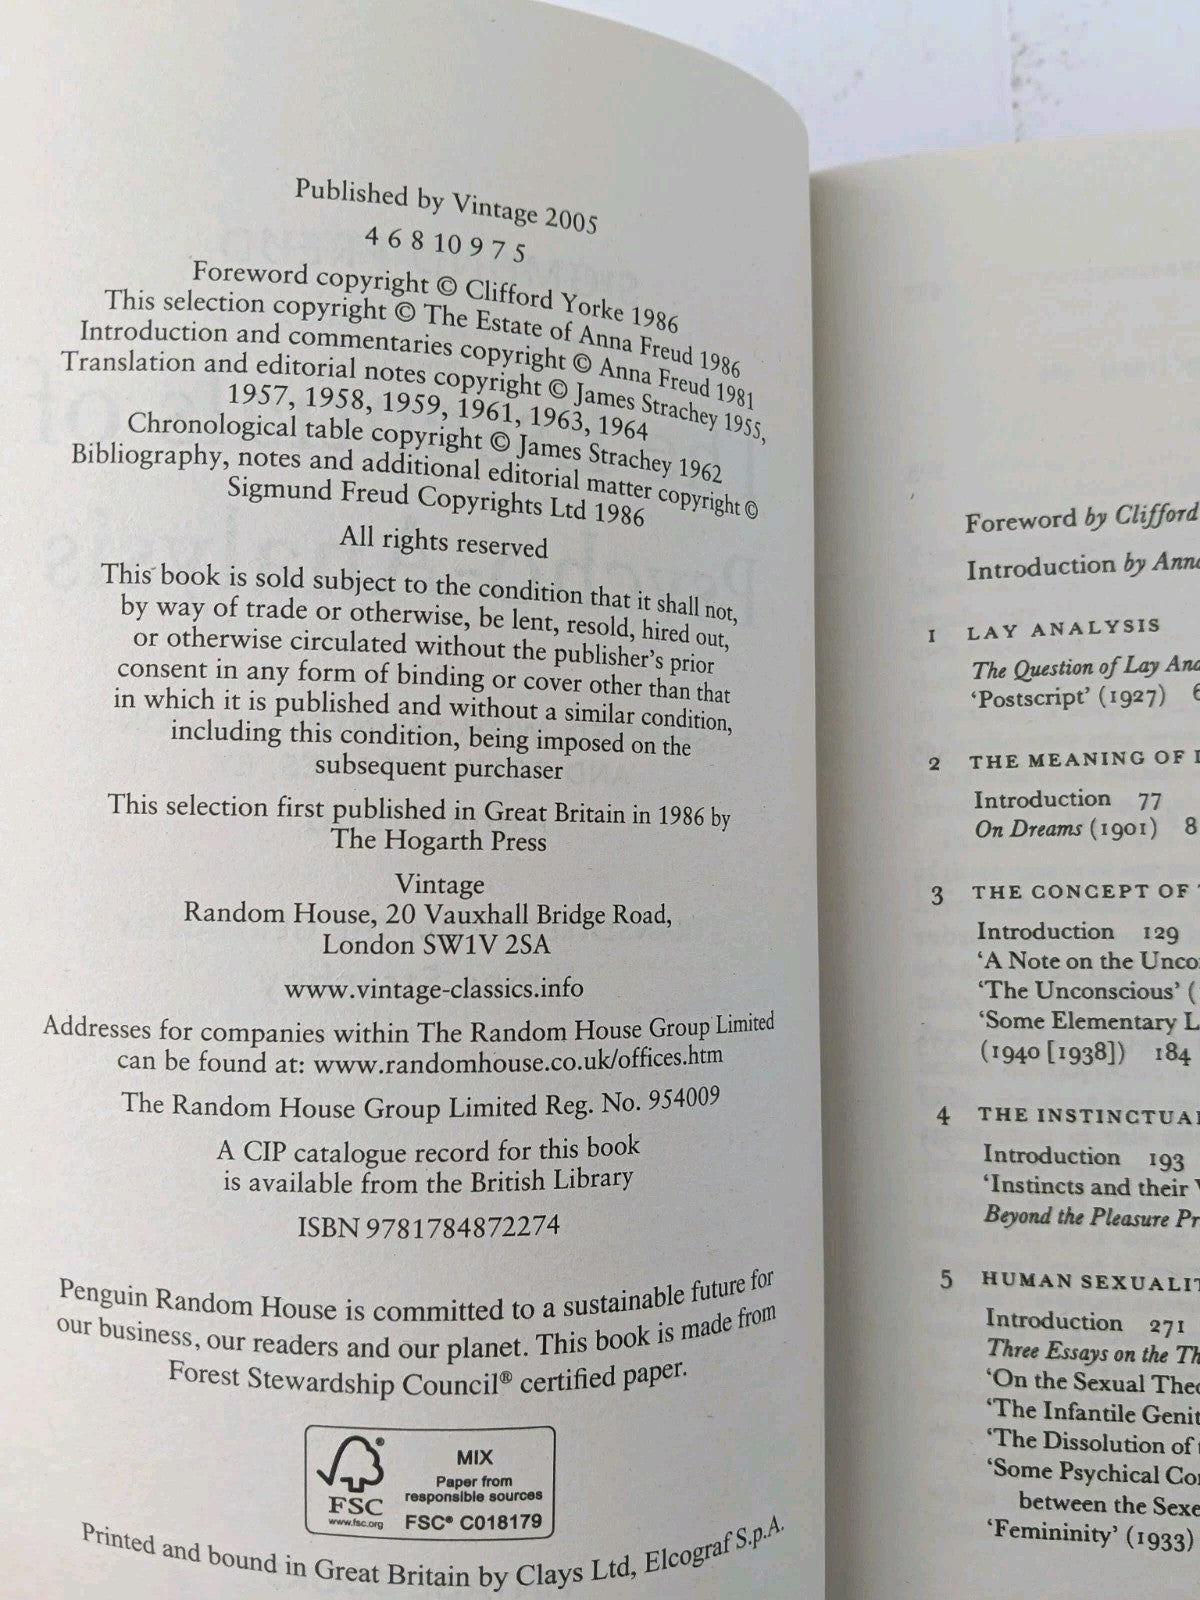 Published by Vintage 2005
4 6 8 10 9 7 5
Foreword copyright © Clifford Yorke 1986
This selection copyright © The Estate of Anna Freud 1986
Introduction and commentaries copyright © Anna Freud 1981
Translation and editorial notes copyright © James Strachey 1955,
1957, 1958, 1959, 1961, 1963, 1964
Chronological table copyright © James Strachey 1962
Bibliography, notes and additional editorial matter copyright ©
Sigmund Freud Copyrights Ltd 1986
All rights reserved
This book is sold subject to the condition that it shall not,
by way of trade or otherwise, be lent, resold, hired out,
or otherwise circulated without the publisher's prior
consent in any form of binding or cover other than that
in which it is published and without a similar condition,
including this condition, being imposed on the
subsequent purchaser
This selection first published in Great Britain in 1986 by
The Hogarth Press
Vintage
Random House, 20 Vauxhall Bridge Road,
London SW1V 2SA
www.vintage-classics.info
Addresses for companies within The Random House Group Limited
can be found at: www.randomhouse.co.uk/offices.htm
The Random House Group Limited Reg. No. 954009
A CIP catalogue record for this book
is available from the British Library
ISBN 9781784872274
Penguin Random House is committed to a sustainable future for
our business, our readers and our planet. This book is made from
Forest Stewardship Council® certified paper.
FSC
www.fsc.org
MIX
Paper from
responsible sources
FSC® C018179
Printed and bound in Great Britain by Clays Ltd, Elcograf S.p.A.
Foreword by Clifford
Introduction by
1 LAY ANALYSIS
The Question of Lay
'Postscript' (1927)
2 THE MEANING OF
Introduction 77
On Dreams (1901)
3 THE CONCEPT OF
Introduction 129
'A Note on the
'The Unconscious' (
'Some Elementary
(1940 [1938]) 184
4 THE
Introduction 193
'Instincts and their
Beyond the Pleasure
5 HUMAN
Introduction 271
Three Essays on the
'On the Sexual
'The Infantile
'The Dissolution of
'Some Psychical
between the
'Femininity' (1933)